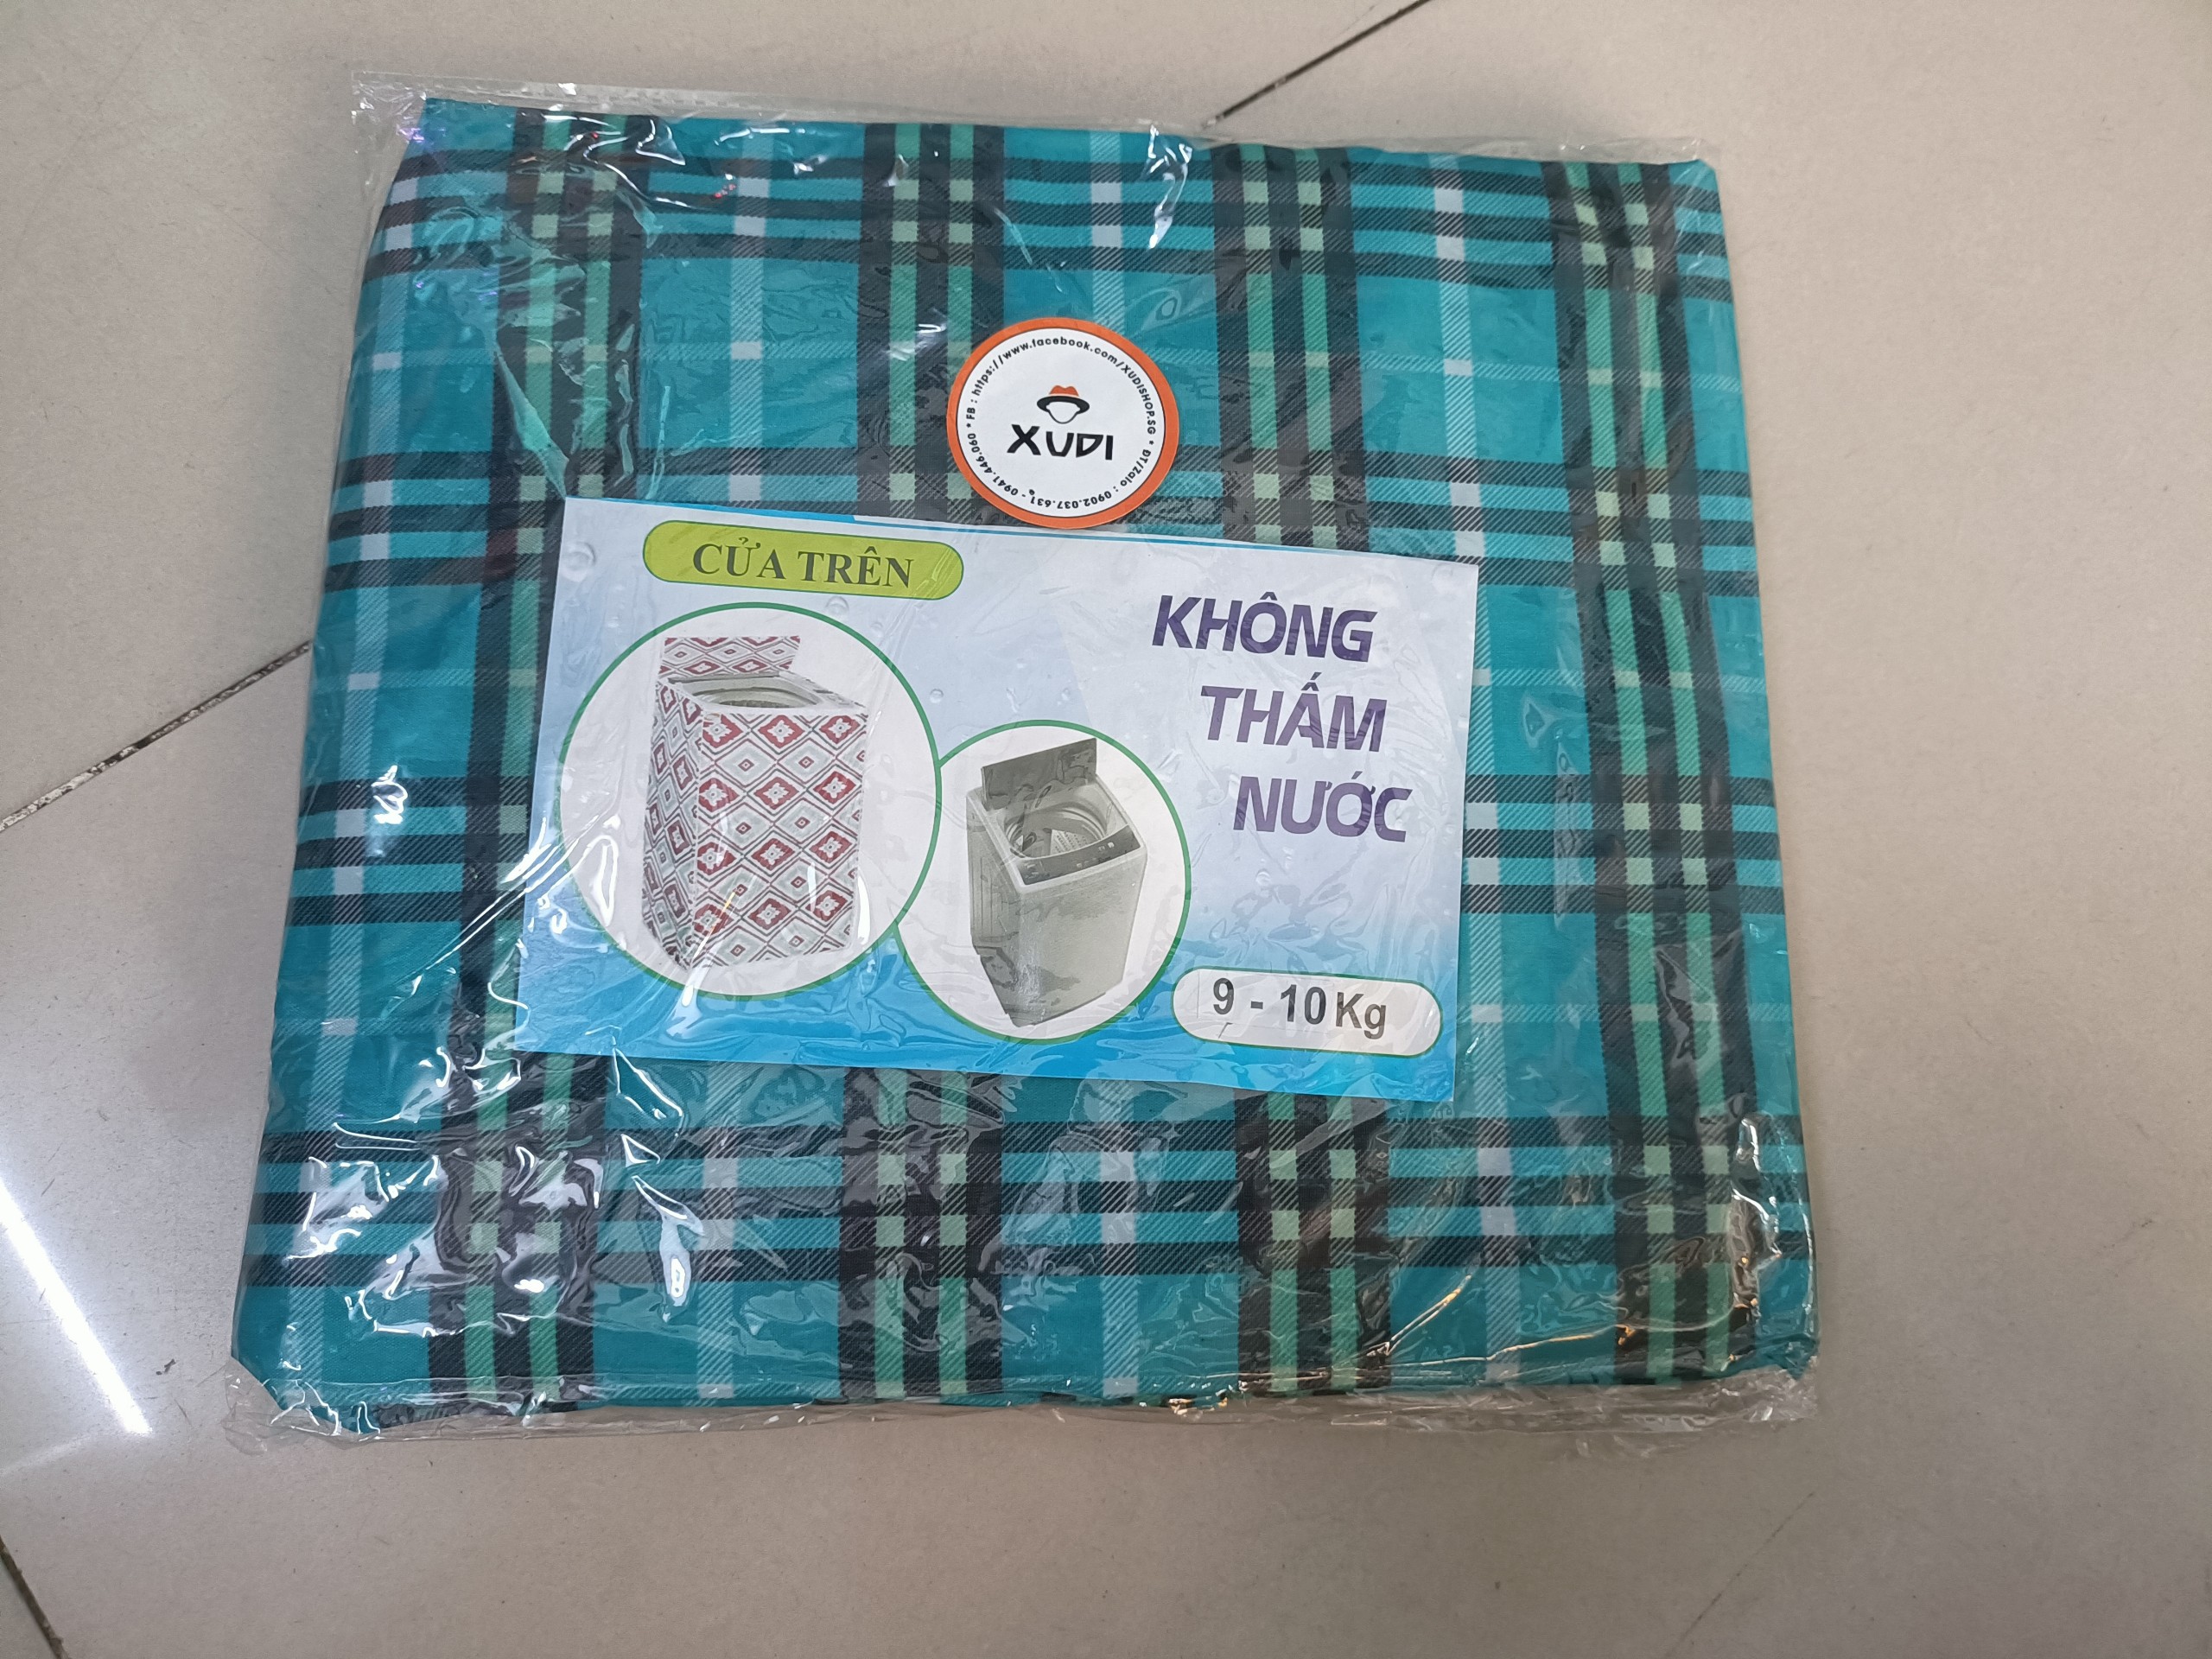 FB : https://www.facebook.com/XUDISHOP.SG • ĐT/Zalo : 0902.037.631 - 0941.446.060 •
XUDI
CỬA TRÊN
KHÔNG
THẤM
NƯỚC
9 - 10Kg